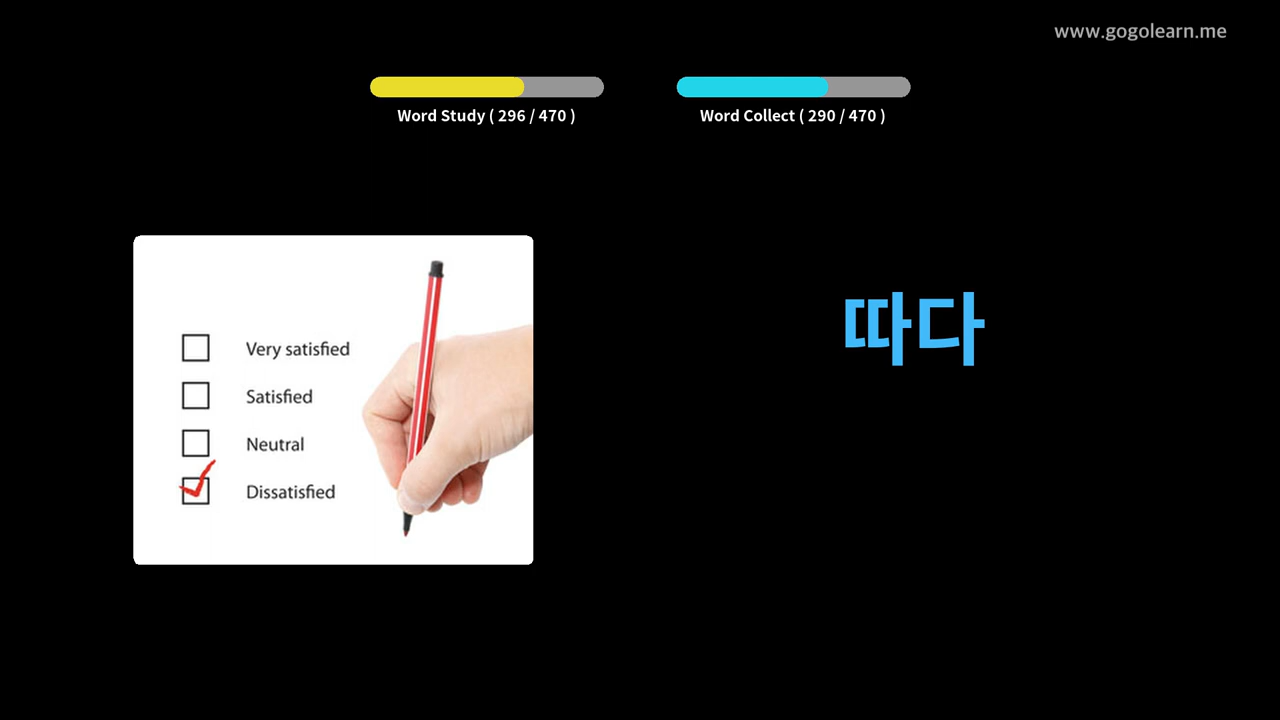 www.gogolearn.me
Word Study ( 296 / 470 )
Word Collect ( 290 / 470 )
Very satisfied
Satisfied
Neutral
Dissatisfied
따다